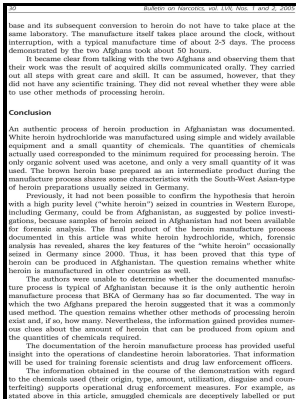 30 Bulletin on Narcotics, vol. LVII, Nos. 1 and 2, 2005
base and its subsequent conversion to heroin do not have to take place at the
same laboratory. The manufacture itself takes place around the clock, without
interruption, with a typical manufacture time of about 2-3 days. The process
demonstrated by the two Afghans took about 50 hours.
It became clear from talking with the two Afghans and observing them that
their work was the result of acquired skills communicated orally. They carried
out all steps with great care and skill. It can be assumed, however, that they
did not have any scientific training. They did not reveal whether they were able
to use other methods of processing heroin.
Conclusion
An authentic process of heroin production in Afghanistan was documented.
White heroin hydrochloride was manufactured using simple and widely available
equipment and a small quantity of chemicals. The quantities of chemicals
actually used corresponded to the minimum required for processing heroin. The
only organic solvent used was acetone, and only a very small quantity of it was
used. The brown heroin base prepared as an intermediate product during the
manufacture process shares some characteristics with the South-West Asian-type
of heroin preparations usually seized in Germany.
Previously, it had not been possible to confirm the hypothesis that heroin
with a high purity level ("white heroin") seized in countries in Western Europe,
including Germany, could be from Afghanistan, as suggested by police investi-
gations, because samples of heroin seized in Afghanistan had not been available
for forensic analysis. The final product of the heroin manufacture process
documented in this article was white heroin hydrochloride, which, forensic
analysis has revealed, shares the key features of the "white heroin" occasionally
seized in Germany since 2000. Thus, it has been proved that this type of
heroin can be produced in Afghanistan. The question remains whether white
heroin is manufactured in other countries as well.
The authors were unable to determine whether the documented manufac-
ture process is typical of Afghanistan because it is the only authentic heroin
manufacture process that BKA of Germany has so far documented. The way in
which the two Afghans prepared the heroin suggested that it was a commonly
used method. The question remains whether other methods of processing heroin
exist and, if so, how many. Nevertheless, the information gained provided numer-
ous clues about the amount of heroin that can be produced from opium and
the quantities of chemicals required.
The documentation of the heroin manufacture process has provided useful
insight into the operations of clandestine heroin laboratories. That information
will be used for training forensic scientists and drug law enforcement officers.
The information obtained in the course of the demonstration with regard
to the chemicals used (their origin, type, amount, utilization, disguise and coun-
terfeiting) supports operational drug enforcement measures. For example, as
stated above in this article, smuggled chemicals are deceptively labelled or put